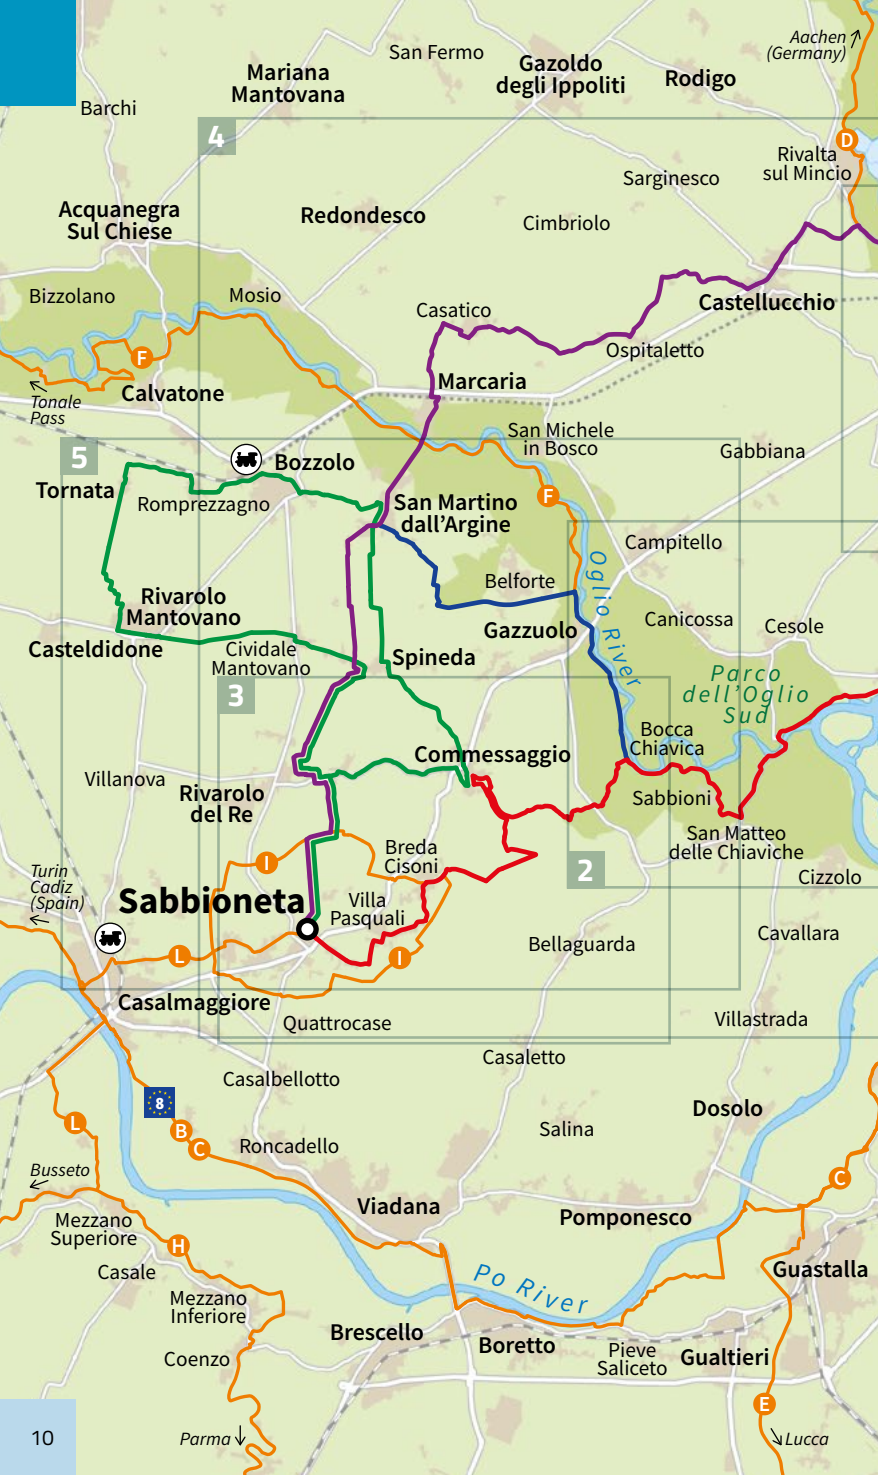 Aachen
(Germany)
San Fermo
Gazoldo
degli Ippoliti
Mariana
Mantovana
Rodigo
Barchi
4
D
Rivalta
sul Mincio
Sarginesco
Acquanegra
Sul Chiese
Redondesco
Cimbriolo
Bizzolano
Mosio
Castellucchio
Casatico
Ospitaletto
F
Marcaria
Calvatone
Tonale
Pass
San Michele
in Bosco
Gabbiana
5
Bozzolo
Tornata
Romprezzagno
San Martino
dall'Argine
F
Campitello
Oglio River
Belforte
Rivarolo
Mantovano
Canicossa
Cesole
Gazzuolo
Casteldidone
Cividale
Mantovano
Spineda
Parco
dell'Oglio
Sud
3
Bocca
Chiavica
Commessaggio
Villanova
Rivarolo
del Re
Sabbioni
San Matteo
delle Chiaviche
Breda
Cisoni
I
2
Turin
Cadiz
(Spain)
Cizzolo
Sabbioneta
Villa
Pasquali
Cavallara
Bellaguarda
L
I
Casalmaggiore
Quattrocase
Villastrada
Casaletto
Casalbellotto
8
Dosolo
L
B
C
Salina
Roncadello
Busseto
C
Viadana
Pomponesco
Mezzano
Superiore
H
Casale
Po River
Guastalla
Mezzano
Inferiore
Brescello
Boretto
Pieve
Saliceto
Gualtieri
Coenzo
E
10
Parma
Lucca